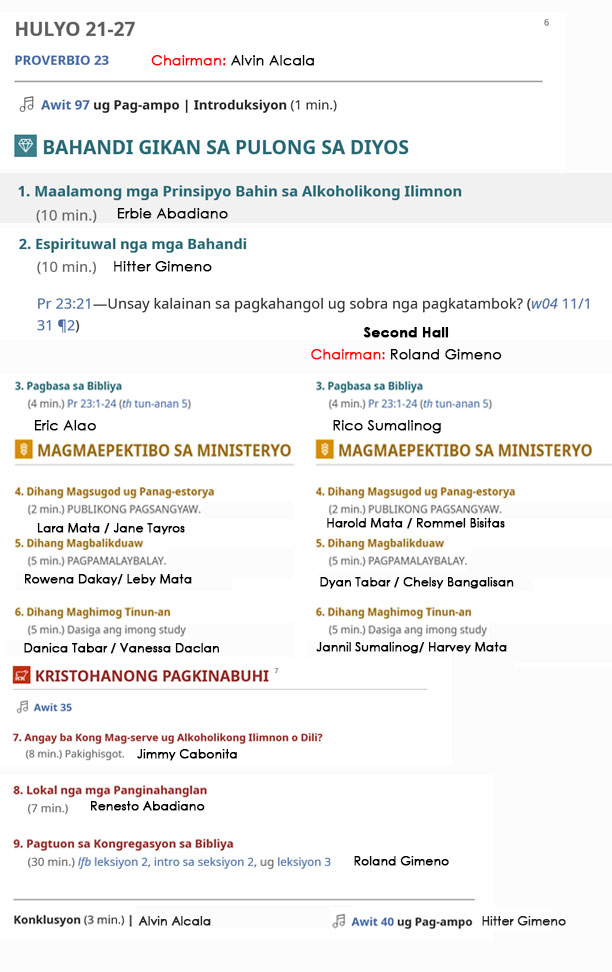 HULYO 21-27
6
PROVERBIO 23 Chairman: Alvin Alcala
Awit 97 ug Pag-ampo | Introduksiyon (1 min.)
BAHANDI GIKAN SA PULONG SA DIYOS
1. Maalamong mga Prinsipyo Bahin sa Alkoholikong Ilimnon
(10 min.) Erbie Abadiano
2. Espirituwal nga mga Bahandi
(10 min.) Hitter Gimeno
Pr 23:21—Unsay kalainan sa pagkahangol ug sobra nga pagkatambok? (w04 11/1
31 ¶2)
Second Hall
Chairman: Roland Gimeno
3. Pagbasa sa Bibliya
(4 min.) Pr 23:1-24 (th tun-anan 5)
Eric Alao
MAGMAEPEKTIBO SA MINISTERYO
4. Dihang Magsugod ug Panag-estorya
(2 min.) PUBLIKONG PAGSANGYAW.
Lara Mata / Jane Tayros
5. Dihang Magbalikduaw
(5 min.) PAGPAMALAYBALAY.
Rowena Dakay/ Leby Mata
6. Dihang Maghimog Tinun-an
(5 min.) Dasiga ang imong study
Danica Tabar / Vanessa Daclan
3. Pagbasa sa Bibliya
(4 min.) Pr 23:1-24 (th tun-anan 5)
Rico Sumalinog
MAGMAEPEKTIBO SA MINISTERYO
4. Dihang Magsugod ug Panag-estorya
(2 min.) PUBLIKONG PAGSANGYAW.
Harold Mata / Rommel Bisitas
5. Dihang Magbalikduaw
(5 min.) PAGPAMALAYBALAY.
Dyan Tabar / Chelsy Bangalisan
6. Dihang Maghimog Tinun-an
(5 min.) Dasiga ang imong study
Jannil Sumalinog/ Harvey Mata
KRISTOHANONG PAGKINABUHI 7
Awit 35
7. Angay ba Kong Mag-serve ug Alkoholikong Ilimnon o Dili?
(8 min.) Pakighisgot. Jimmy Cabonita
8. Lokal nga mga Panginahanglan
(7 min.) Renesto Abadiano
9. Pagtuon sa Kongregasyon sa Bibliya
(30 min.) lfb leksiyon 2, intro sa seksiyon 2, ug leksiyon 3 Roland Gimeno
Konklusyon (3 min.) | Alvin Alcala Awit 40 ug Pag-ampo Hitter Gimeno